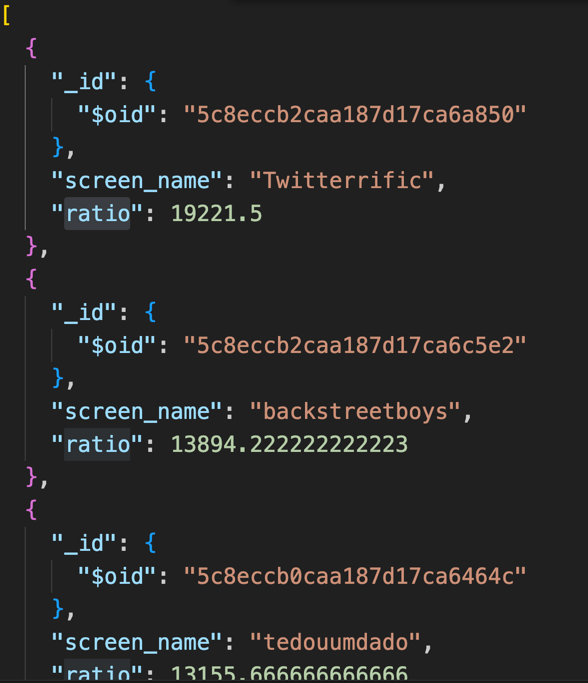 [
{
"_id": {
"$oid": "5c8eccb2caa187d17ca6a850"
},
"screen_name": "Twitterrific",
"ratio": 19221.5
},
{
"_id": {
"$oid": "5c8eccb2caa187d17ca6c5e2"
},
"screen_name": "backstreetboys",
"ratio": 13894.222222222223
},
{
"_id": {
"$oid": "5c8eccb0caa187d17ca6464c"
},
"screen_name": "tedouumdado",
"ratio": 13155.666666666666